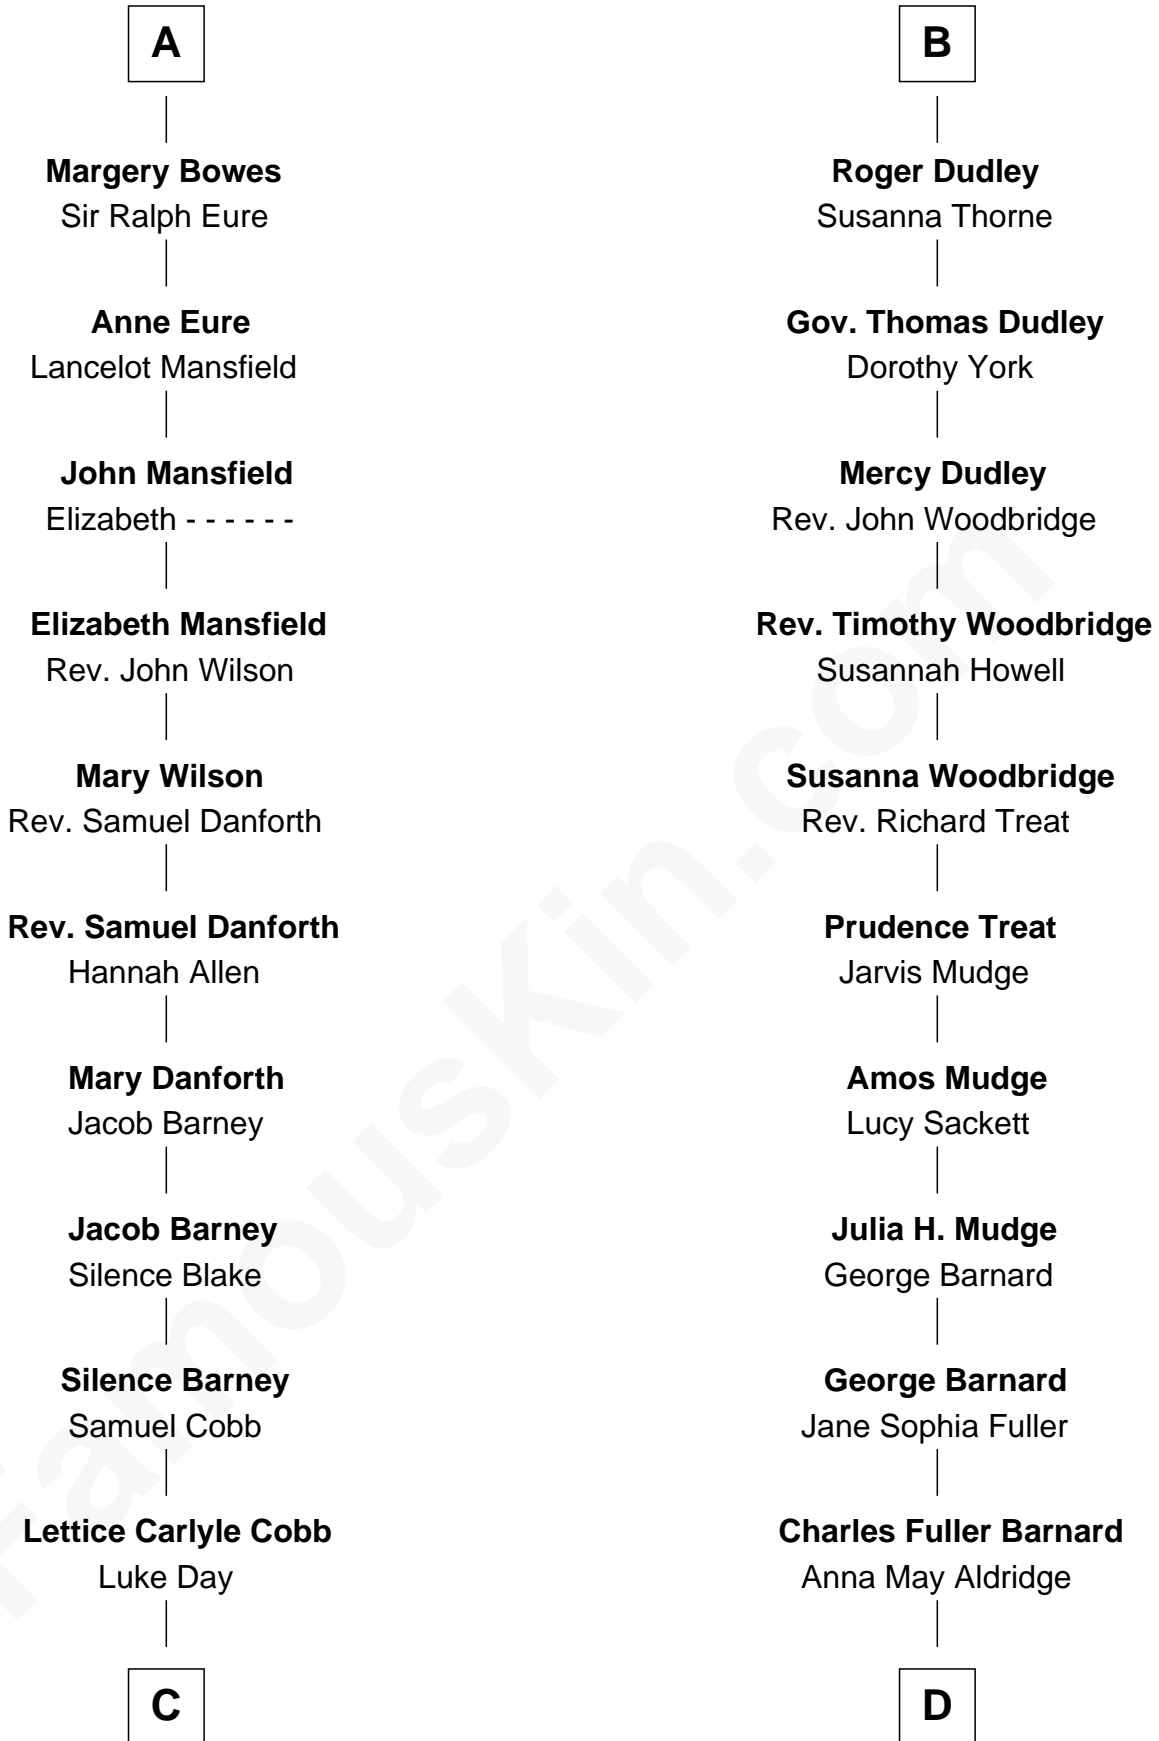 A
Margery Bowes
Sir Ralph Eure
Anne Eure
Lancelot Mansfield
John Mansfield
Elizabeth - - - - - -
Elizabeth Mansfield
Rev. John Wilson
Mary Wilson
Rev. Samuel Danforth
Rev. Samuel Danforth
Hannah Allen
Mary Danforth
Jacob Barney
Jacob Barney
Silence Blake
Silence Barney
Samuel Cobb
Lettice Carlyle Cobb
Luke Day
C
B
Roger Dudley
Susanna Thorne
Gov. Thomas Dudley
Dorothy York
Mercy Dudley
Rev. John Woodbridge
Rev. Timothy Woodbridge
Susannah Howell
Susanna Woodbridge
Rev. Richard Treat
Prudence Treat
Jarvis Mudge
Amos Mudge
Lucy Sackett
Julia H. Mudge
George Barnard
George Barnard
Jane Sophia Fuller
Charles Fuller Barnard
Anna May Aldridge
D
FamousKin.com